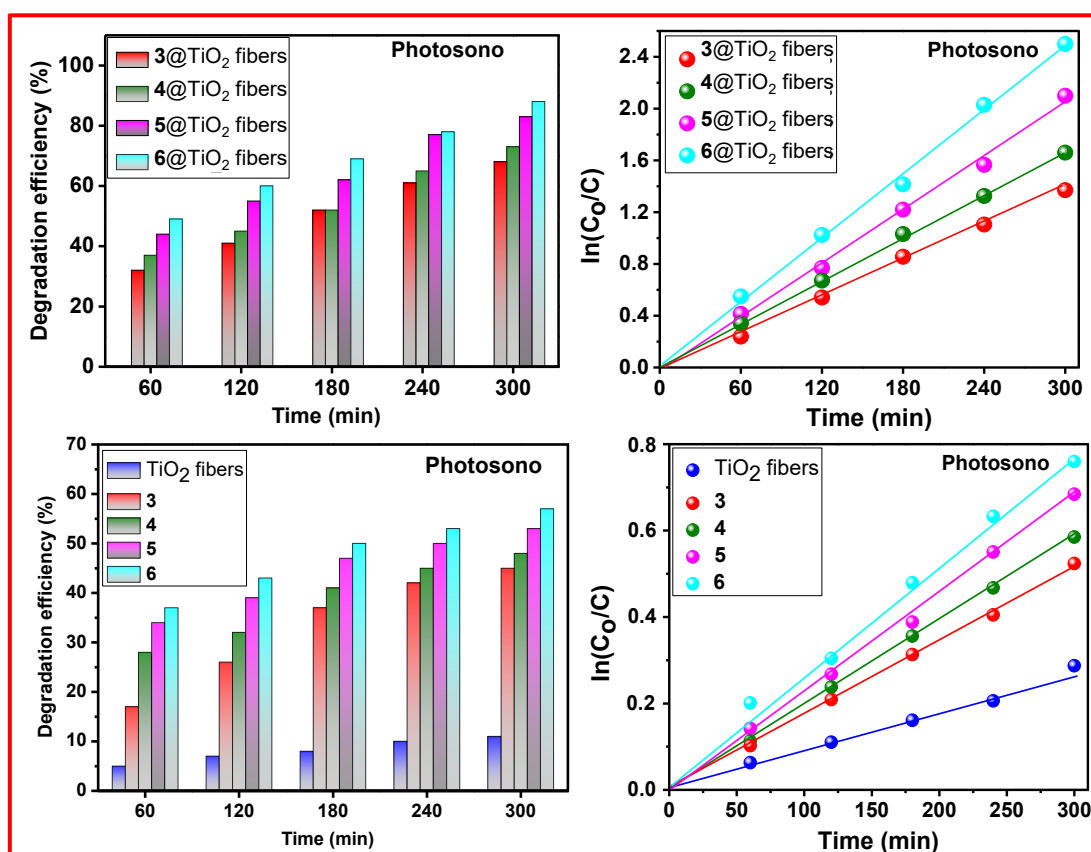 Photosono
3@TiO₂ fibers
4@TiO₂ fibers
5@TiO₂ fibers
6@TiO₂ fibers
Degradation efficiency (%)
100
80
60
40
20
0
60 120 180 240 300
Time (min)
Photosono
3@TiO₂ fibers
4@TiO₂ fibers
5@TiO₂ fibers
6@TiO₂ fibers
ln(C₀/C)
2.4
2.0
1.6
1.2
0.8
0.4
0.0
0 60 120 180 240 300
Time (min)
Photosono
TiO₂ fibers
3
4
5
6
Degradation efficiency (%)
70
60
50
40
30
20
10
0
60 120 180 240 300
Time (min)
Photosono
TiO₂ fibers
3
4
5
6
ln(C₀/C)
0.8
0.6
0.4
0.2
0.0
0 50 100 150 200 250 300
Time (min)